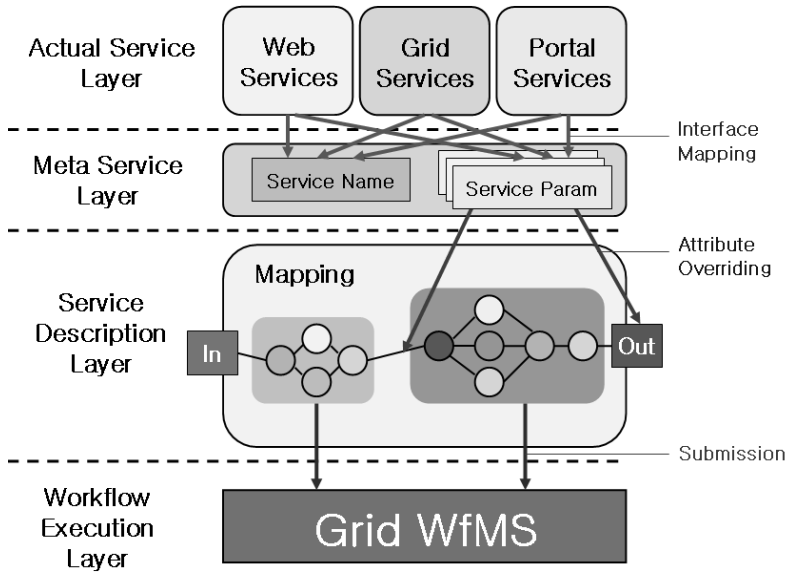 Actual Service
Layer
Web
Services
Grid
Services
Portal
Services
Interface
Mapping
Meta Service
Layer
Service Name
Service Param
Attribute
Overriding
Mapping
Service
Description
Layer
In
Out
Submission
Workflow
Execution
Layer
Grid WfMS